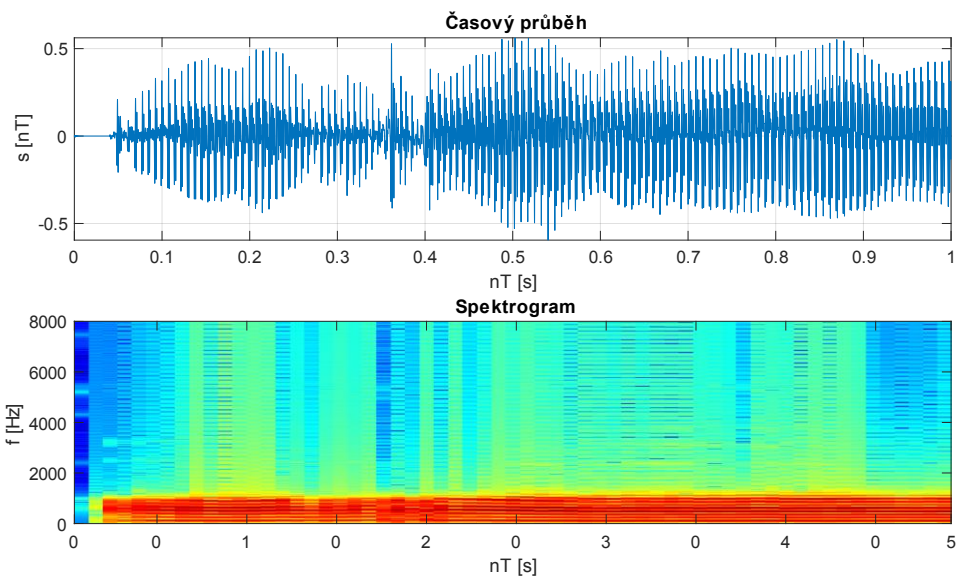 Časový průběh
0.5
0
-0.5
s [nT]
0 0.1 0.2 0.3 0.4 0.5 0.6 0.7 0.8 0.9 1
nT [s]
Spektrogram
8000
6000
4000
2000
0
f [Hz]
0 0 1 0 2 0 3 0 4 0 5
nT [s]